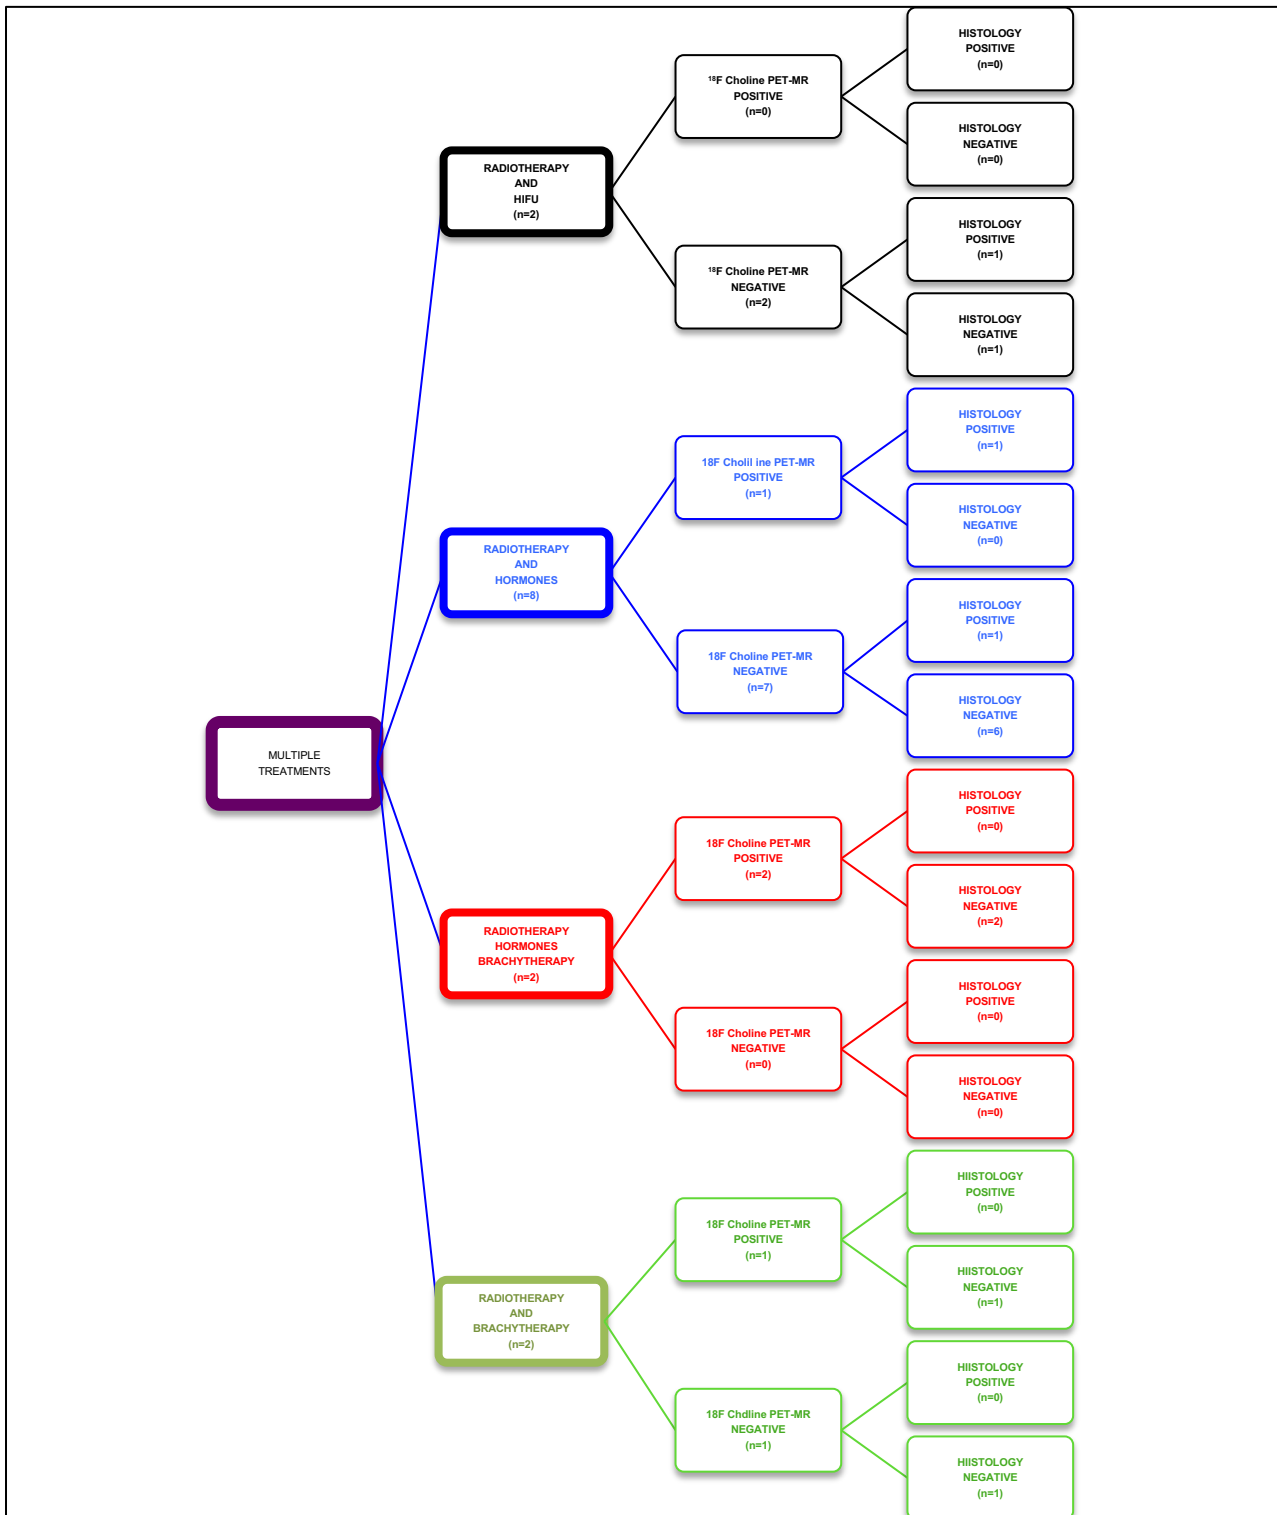 MULTIPLE
TREATMENTS
RADIOTHERAPY
AND
HIFU
(n=2)
¹⁸F Choline PET-MR
POSITIVE
(n=0)
HISTOLOGY
POSITIVE
(n=0)
HISTOLOGY
NEGATIVE
(n=0)
¹⁸F Choline PET-MR
NEGATIVE
(n=2)
HISTOLOGY
POSITIVE
(n=1)
HISTOLOGY
NEGATIVE
(n=1)
RADIOTHERAPY
AND
HORMONES
(n=8)
18F Cholil ine PET-MR
POSITIVE
(n=1)
HISTOLOGY
POSITIVE
(n=1)
HISTOLOGY
NEGATIVE
(n=0)
18F Choline PET-MR
NEGATIVE
(n=7)
HISTOLOGY
POSITIVE
(n=1)
HISTOLOGY
NEGATIVE
(n=6)
RADIOTHERAPY
HORMONES
BRACHYTHERAPY
(n=2)
18F Choline PET-MR
POSITIVE
(n=2)
HISTOLOGY
POSITIVE
(n=0)
HISTOLOGY
NEGATIVE
(n=2)
18F Choline PET-MR
NEGATIVE
(n=0)
HISTOLOGY
POSITIVE
(n=0)
HISTOLOGY
NEGATIVE
(n=0)
RADIOTHERAPY
AND
BRACHYTHERAPY
(n=2)
18F Choline PET-MR
POSITIVE
(n=1)
HIISTOLOGY
POSITIVE
(n=0)
HIISTOLOGY
NEGATIVE
(n=1)
18F Chdline PET-MR
NEGATIVE
(n=1)
HIISTOLOGY
POSITIVE
(n=0)
HIISTOLOGY
NEGATIVE
(n=1)